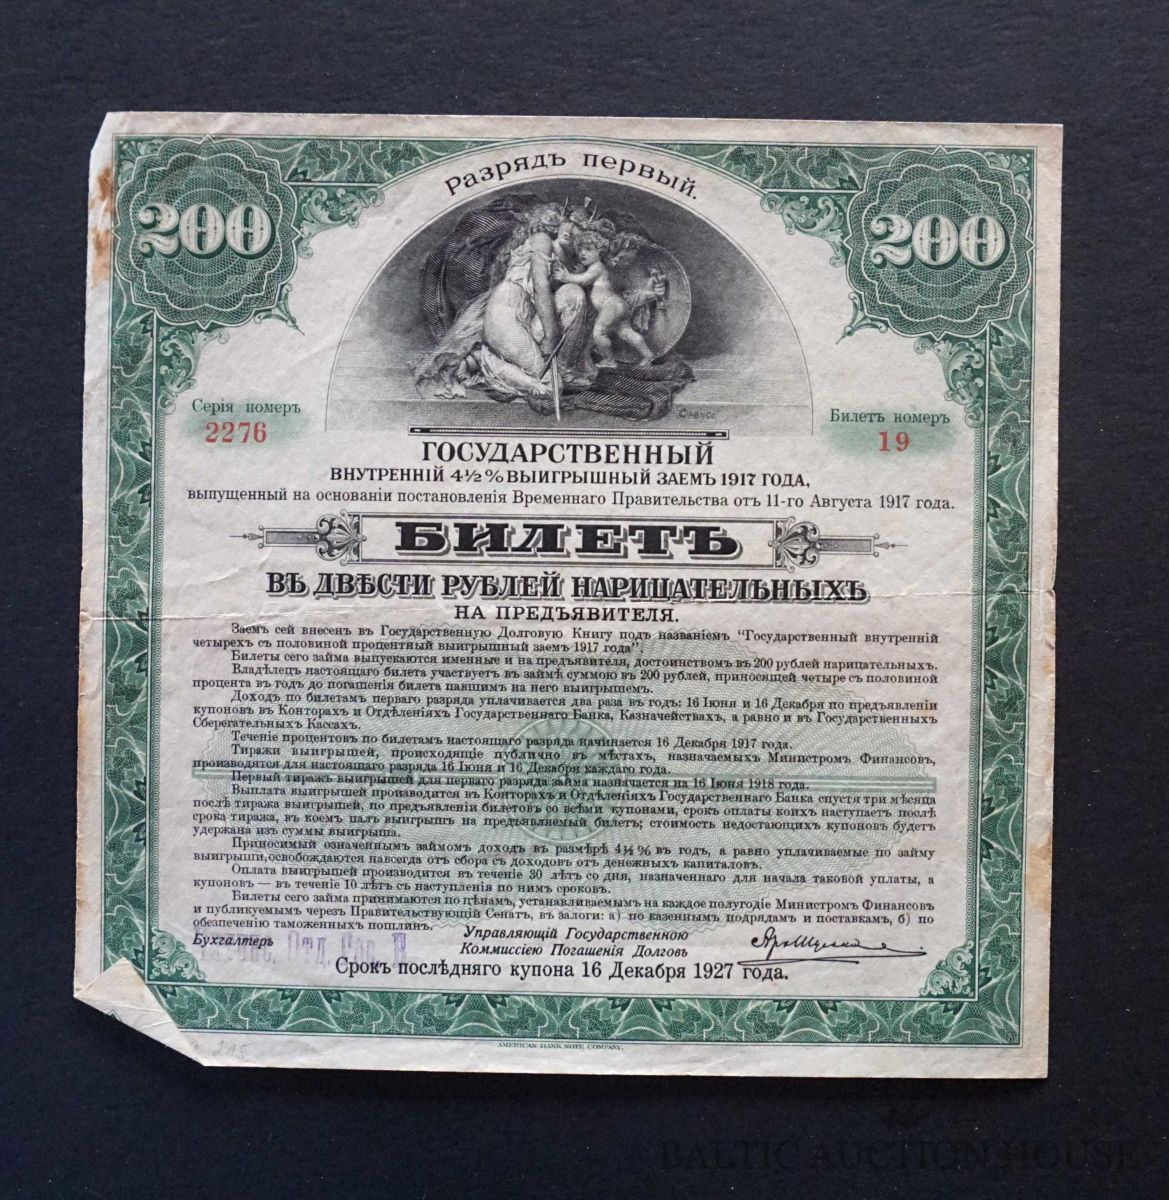 Разрядъ первый.
200
200
©ABNCo
Серія номеръ
2276
Билетъ номеръ
19
ГОСУДАРСТВЕННЫЙ
ВНУТРЕННІЙ 4½% ВЫИГРЫШНЫЙ ЗАЕМЪ 1917 ГОДА,
выпущенный на основаніи постановленія Временнаго Правительства отъ 11-го Августа 1917 года.
БИЛЕТЪ
ВЪ ДВѢСТИ РУБЛЕЙ НАРИЦАТЕЛЬНЫХЪ
НА ПРЕДЪЯВИТЕЛЯ.
Заемъ сей внесенъ въ Государственную Долговую Книгу подъ названіемъ "Государственный внутренній
четырехъ съ половиной процентный выигрышный заемъ 1917 года".
Билеты сего займа выпускаются именные и на предъявителя, достоинствомъ въ 200 рублей нарицательныхъ.
Владѣлецъ настоящаго билета участвуетъ въ займѣ суммою въ 200 рублей, приносящей четыре съ половиной
процента въ годъ до погашенія билета павшимъ на него выигрышемъ.
Доходъ по билетамъ перваго разряда уплачивается два раза въ годъ: 16 Іюня и 16 Декабря по предъявленіи
купоновъ въ Конторахъ и Отдѣленіяхъ Государственнаго Банка, Казначействахъ, а равно и въ Государственныхъ
Сберегательныхъ Кассахъ.
Теченіе процентовъ по билетамъ настоящаго разряда начинается 16 Декабря 1917 года.
Тиражи выигрышей, происходящіе публично въ мѣстахъ, назначаемыхъ Министромъ Финансовъ,
производятся для настоящаго разряда 16 Іюня и 16 Декабря каждаго года.
Первый тиражъ выигрышей для перваго разряда займа назначается на 16 Іюня 1918 года.
Выплата выигрышей производится въ Конторахъ и Отдѣленіяхъ Государственнаго Банка спустя три мѣсяца
послѣ тиража выигрышей, по предъявленіи билетовъ со всѣми купонами, срокъ оплаты коихъ наступаетъ послѣ
срока тиража, въ коемъ палъ выигрышъ на предъявляемый билетъ; стоимость недостающихъ купоновъ будетъ
удержана изъ суммы выигрыша.
Приносимый означеннымъ займомъ доходъ въ размѣрѣ 4½% въ годъ, а равно уплачиваемые по займу
выигрыши, освобождаются навсегда отъ сбора съ доходовъ отъ денежныхъ капиталовъ.
Оплата выигрышей производится въ теченіе 30 лѣтъ со дня, назначеннаго для начала таковой уплаты, а
купоновъ — въ теченіе 10 лѣтъ съ наступленія по нимъ сроковъ.
Билеты сего займа принимаются по цѣнамъ, устанавливаемымъ на каждое полугодіе Министромъ Финансовъ
и публикуемымъ черезъ Правительствующій Сенатъ, въ залоги: а) по казеннымъ подрядамъ и поставкамъ, б) по
обезпеченію таможенныхъ пошлинъ.
Бухгалтеръ
Управляющій Государственною
Коммиссіею Погашенія Долговъ
Отд.
Срокъ послѣдняго купона 16 Декабря 1927 года.
215
AMERICAN BANK NOTE COMPANY.
BALTIC AUCTION HOUSE